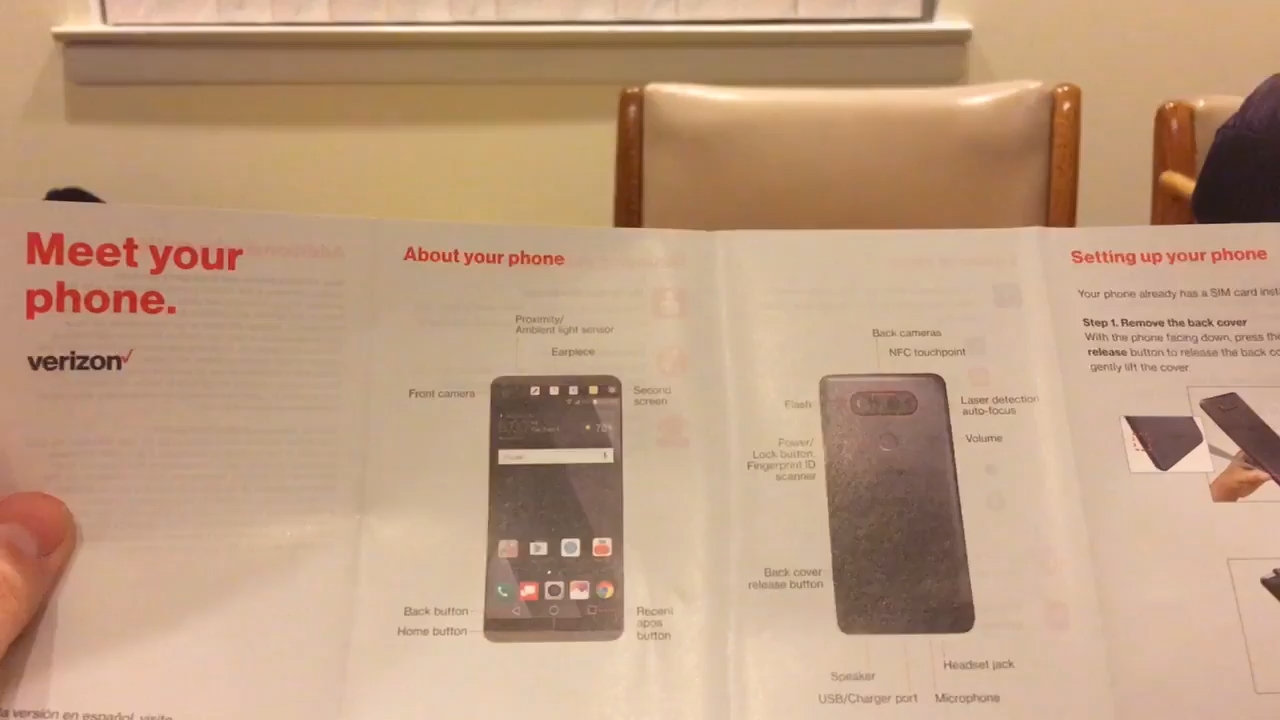 Meet your
phone.
verizon✓
la versión en español, visite
About your phone
Proximity/
Ambient light sensor
Earpiece
Front camera
Second
screen
Back button
Home button
Recent
apps
button
Back cameras
NFC touchpoint
Flash
Laser detection
auto-focus
Volume
Power/
Lock button,
Fingerprint ID
scanner
Back cover
release button
Headset jack
Speaker
USB/Charger port
Microphone
Setting up your phone
Your phone already has a SIM card
Step 1. Remove the back cover
With the phone facing down, press the
release button to release the back
gently lift the cover